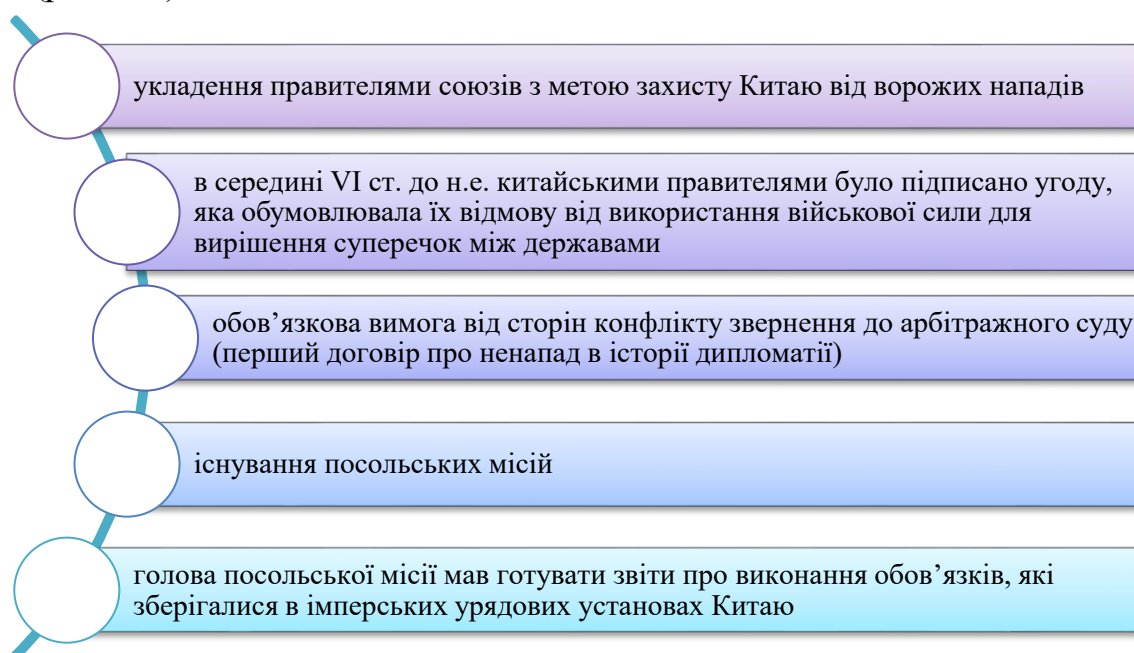 укладення правителями союзів з метою захисту Китаю від ворожих нападів
в середині VI ст. до н.е. китайськими правителями було підписано угоду,
яка обумовлювала їх відмову від використання військової сили для
вирішення суперечок між державами
обов’язкова вимога від сторін конфлікту звернення до арбітражного суду
(перший договір про ненапад в історії дипломатії)
існування посольських місій
голова посольської місії мав готувати звіти про виконання обов’язків, які
зберігалися в імперських урядових установах Китаю